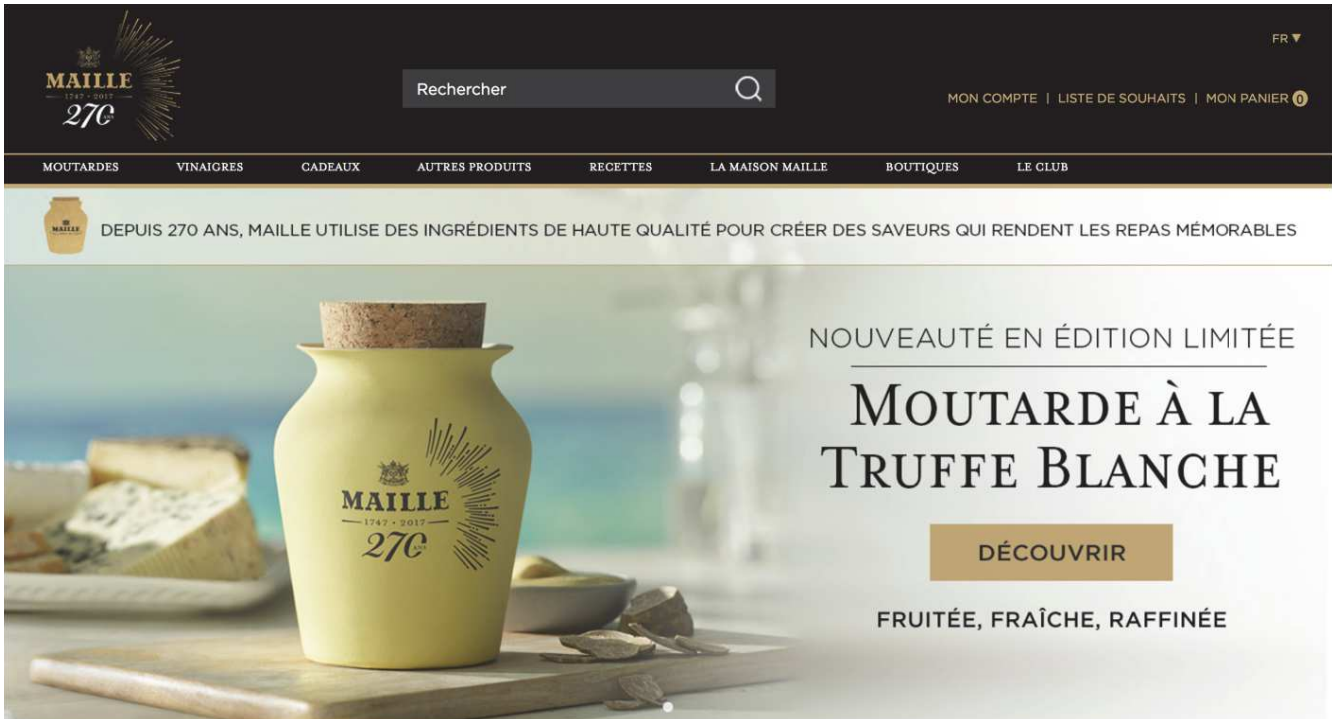 FR ▼
MAILLE
1747 • 2017
270
ANS
Rechercher
MON COMPTE | LISTE DE SOUHAITS | MON PANIER 0
MOUTARDES VINAIGRES CADEAUX AUTRES PRODUITS RECETTES LA MAISON MAILLE BOUTIQUES LE CLUB
MAILLE
DEPUIS 270 ANS, MAILLE UTILISE DES INGRÉDIENTS DE HAUTE QUALITÉ POUR CRÉER DES SAVEURS QUI RENDENT LES REPAS MÉMORABLES
NOUVEAUTÉ EN ÉDITION LIMITÉE
MOUTARDE À LA
TRUFFE BLANCHE
DÉCOUVRIR
FRUITÉE, FRAÎCHE, RAFFINÉE
MAILLE
1747 • 2017
270
ANS